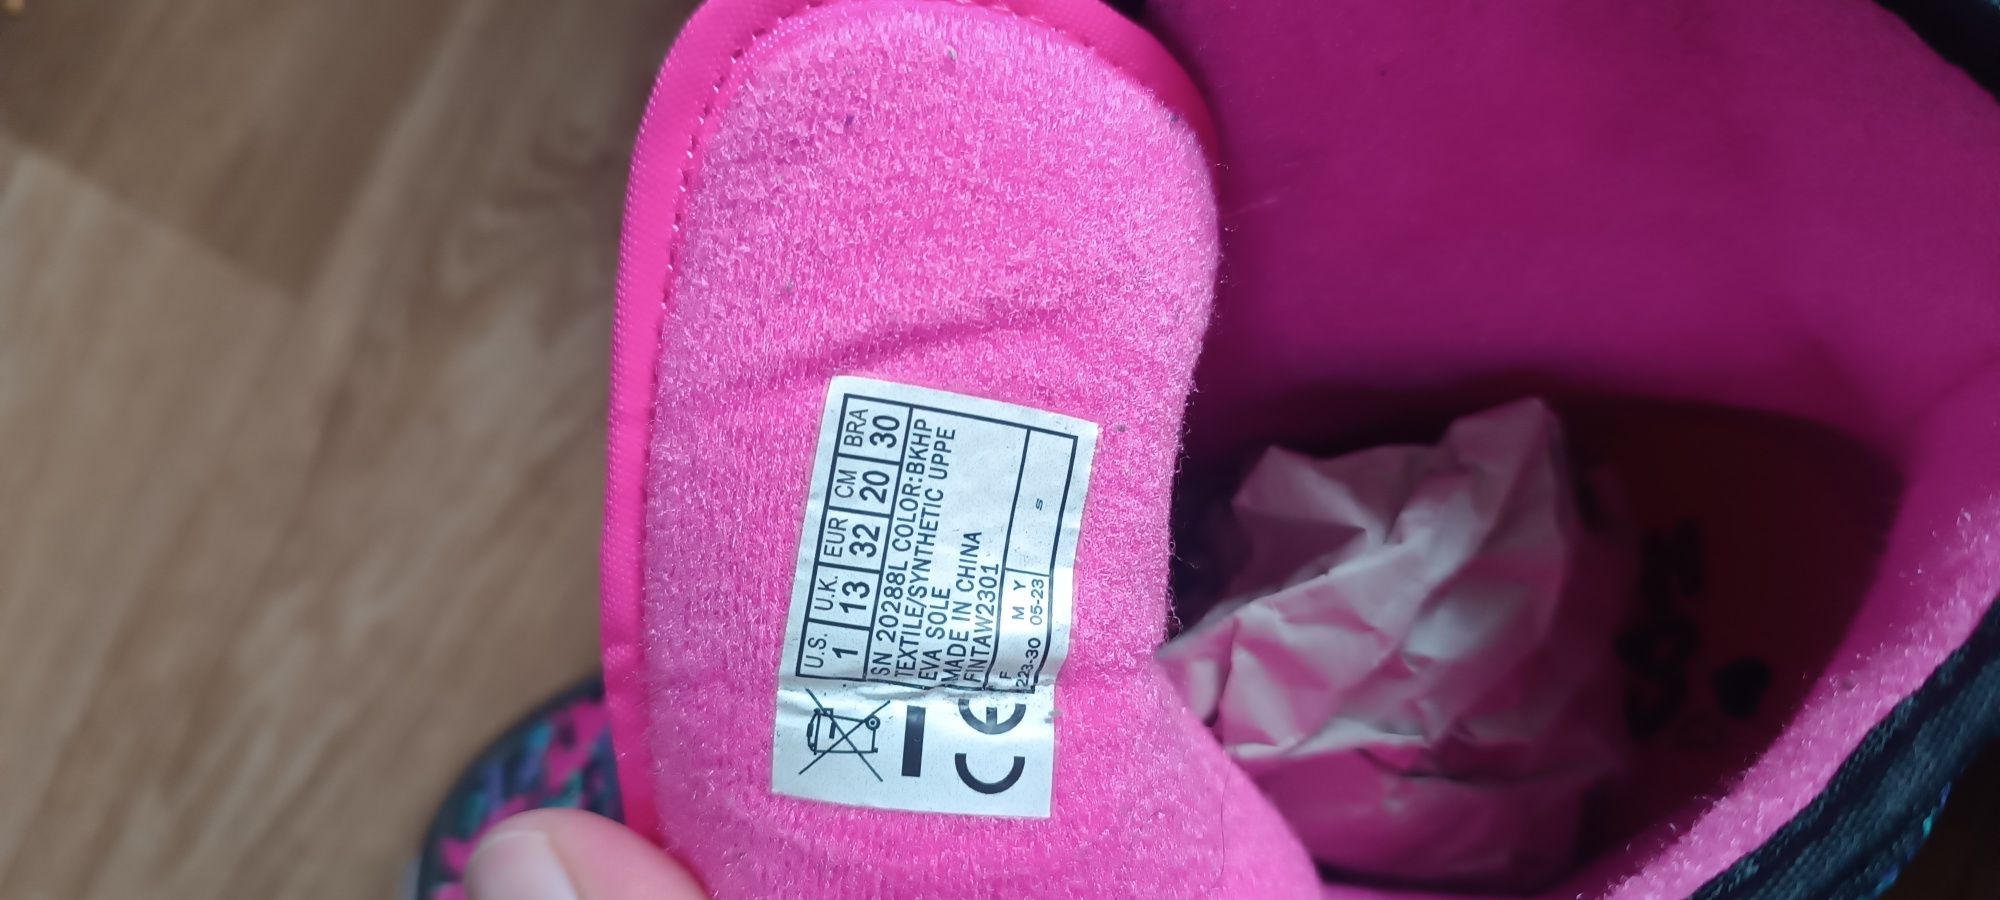 U.S. U.K. EUR CM BRA
1 13 32 20 30
SN 20288L COLOR:BKHP
TEXTILE/SYNTHETIC UPPE
EVA SOLE
MADE IN CHINA
FINTAW2301
F M Y
223-30 05-23 S
CE